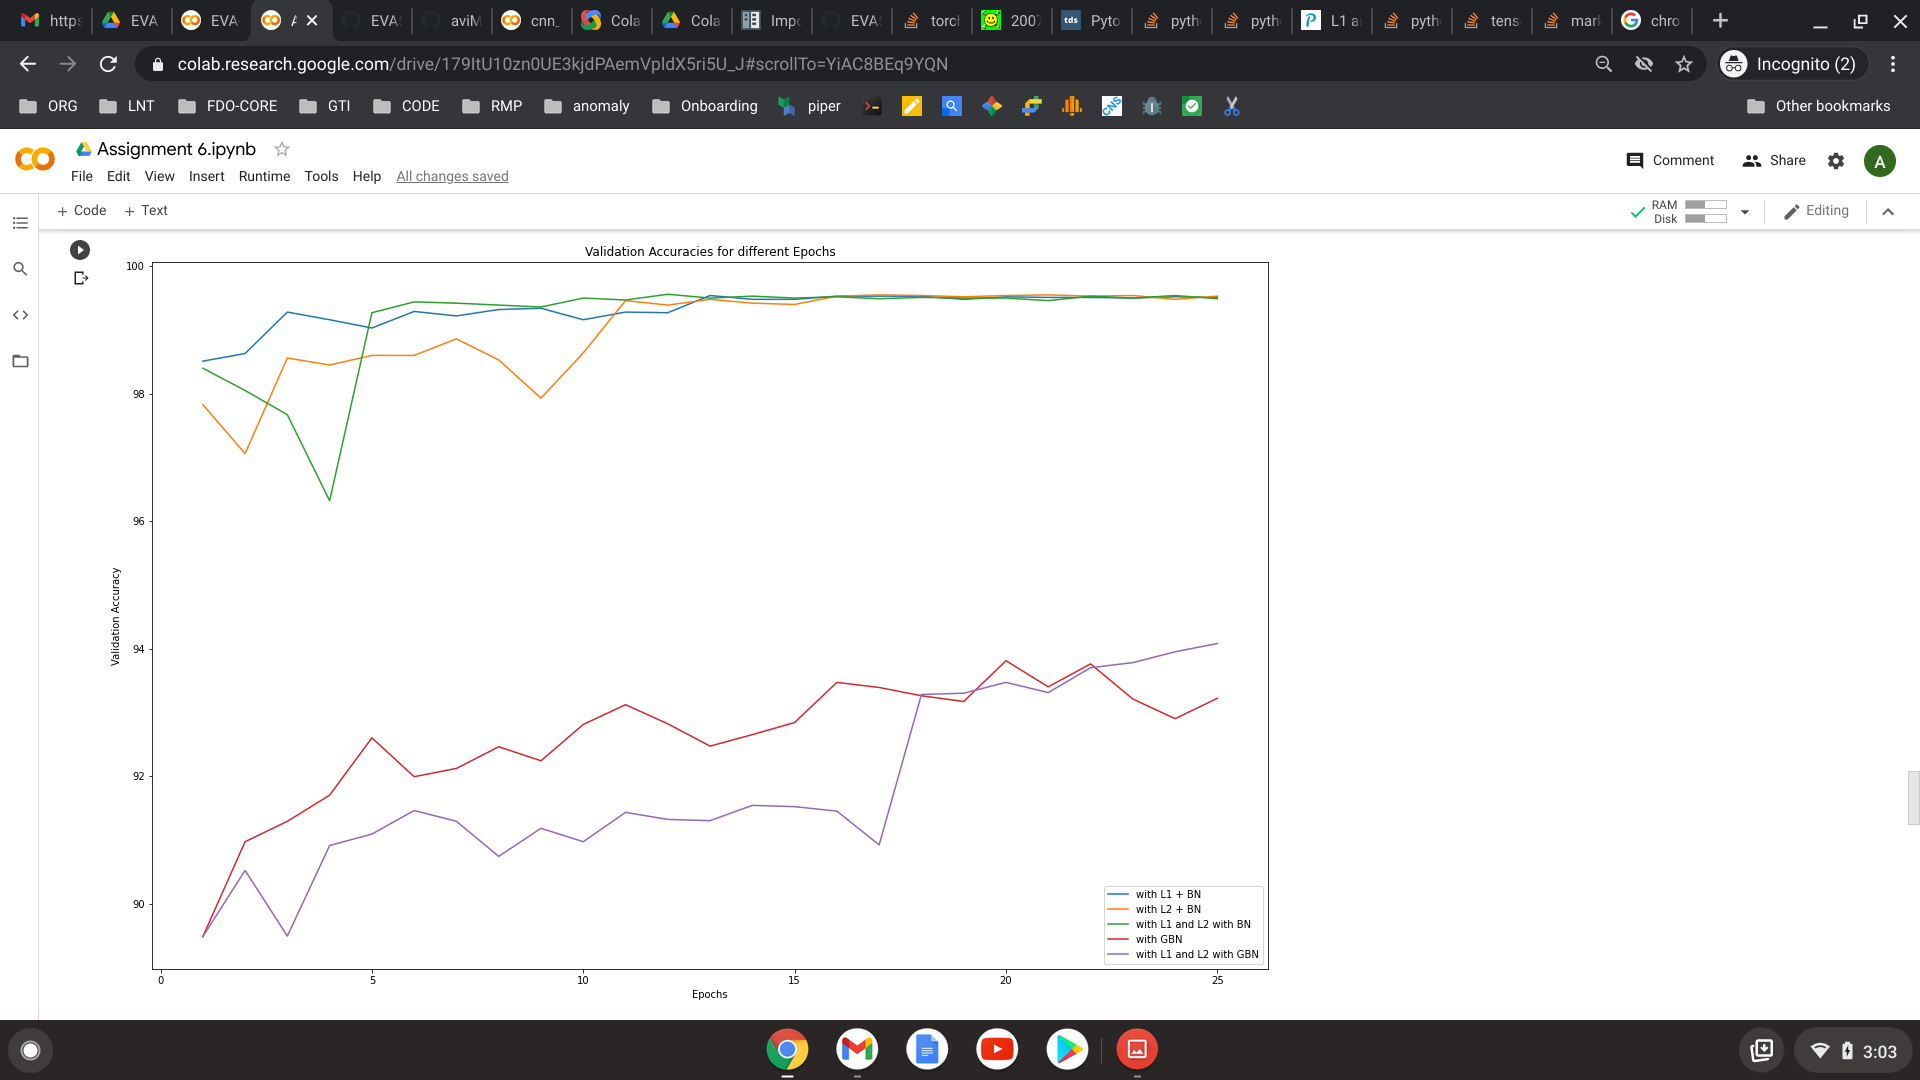 https
EVA
EVA-
A
EVA
aviM
cnn_
Cola
Cola
Impo
EVA
torch
2007
tds Pyto
pyth
pyth
L1 a
pyth
tens
mark
chro
colab.research.google.com/drive/179ItU10zn0UE3kjdPAemVpldX5ri5U_J#scrollTo=YiAC8BEq9YQN
Incognito (2)
ORG LNT FDO-CORE GTI CODE RMP anomaly Onboarding piper CNS Other bookmarks
Assignment 6.ipynb
Comment Share A
File Edit View Insert Runtime Tools Help All changes saved
+ Code + Text
RAM
Disk
Editing
Validation Accuracies for different Epochs
100
98
96
94
92
90
Validation Accuracy
with L1 + BN
with L2 + BN
with L1 and L2 with BN
with GBN
with L1 and L2 with GBN
0 5 10 15 20 25
Epochs
3:03